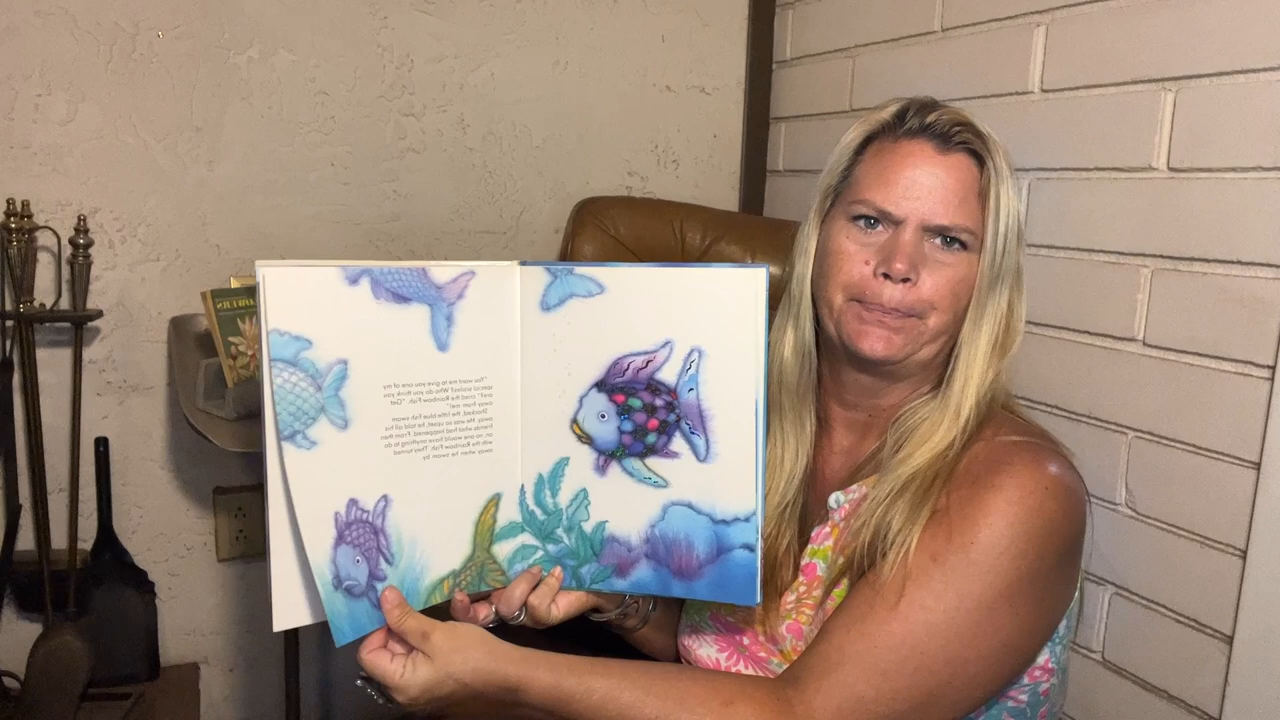 "You want me to give you one of my
special scales? Who do you think you
are?" cried the Rainbow Fish. "Get
away from me!"
Shocked, the little blue fish swam
away. He was so upset, he told all his
friends what had happened. From then
on, no one would have anything to do
with the Rainbow Fish. They turned
away when he swam by.